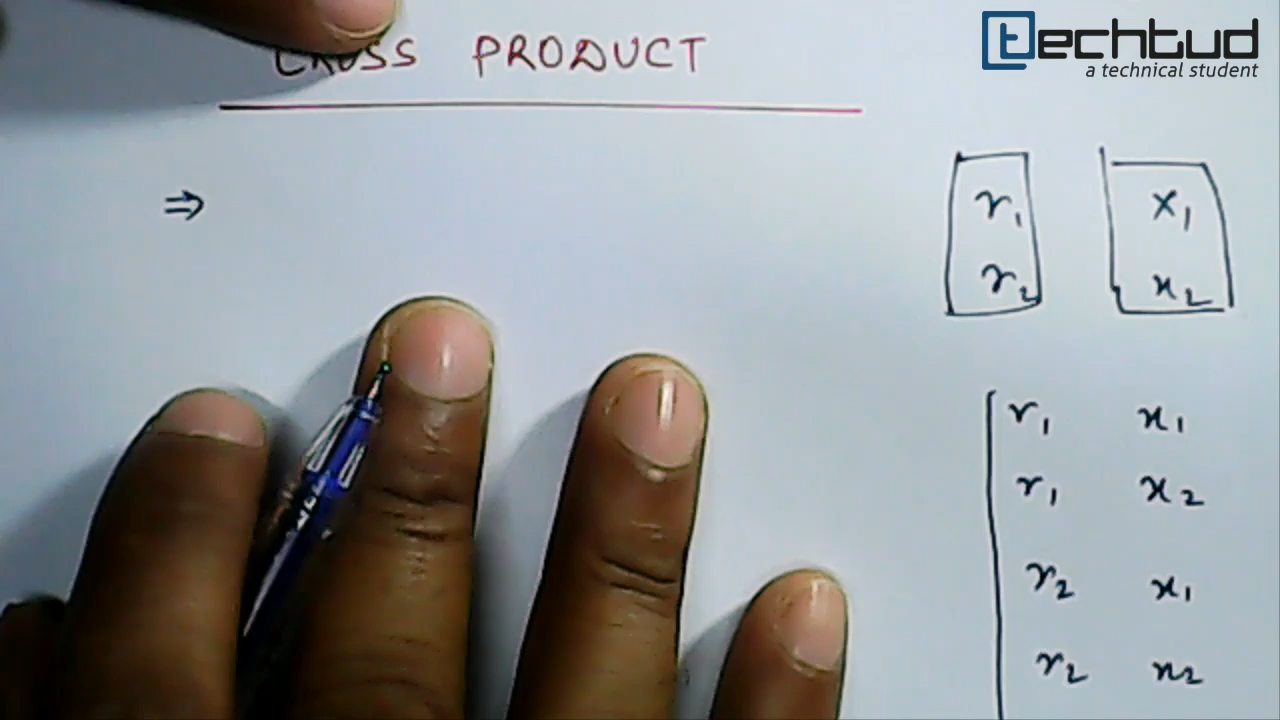 CROSS PRODUCT
techtud
a technical student
⇒
r₁ x₁
r₂ x₂
r₁ x₁
r₁ x₂
r₂ x₁
r₂ x₂